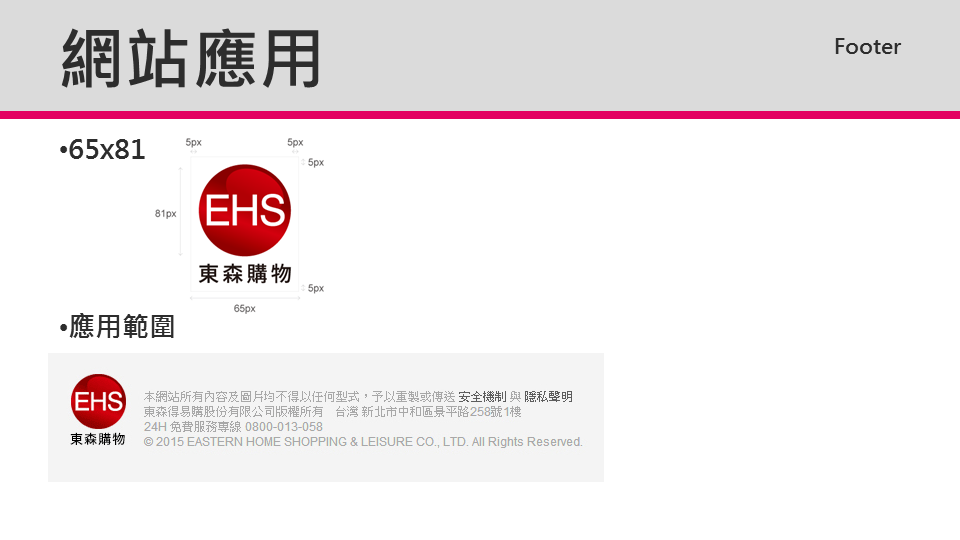 網站應用
Footer
•65x81
5px
5px
5px
81px
EHS
東森購物
5px
65px
•應用範圍
EHS
東森購物
本網站所有內容及圖片均不得以任何型式，予以重製或傳送 安全機制 與 隱私聲明
東森得易購股份有限公司版權所有 台灣 新北市中和區景平路258號1樓
24H 免費服務專線 0800-013-058
© 2015 EASTERN HOME SHOPPING & LEISURE CO., LTD. All Rights Reserved.